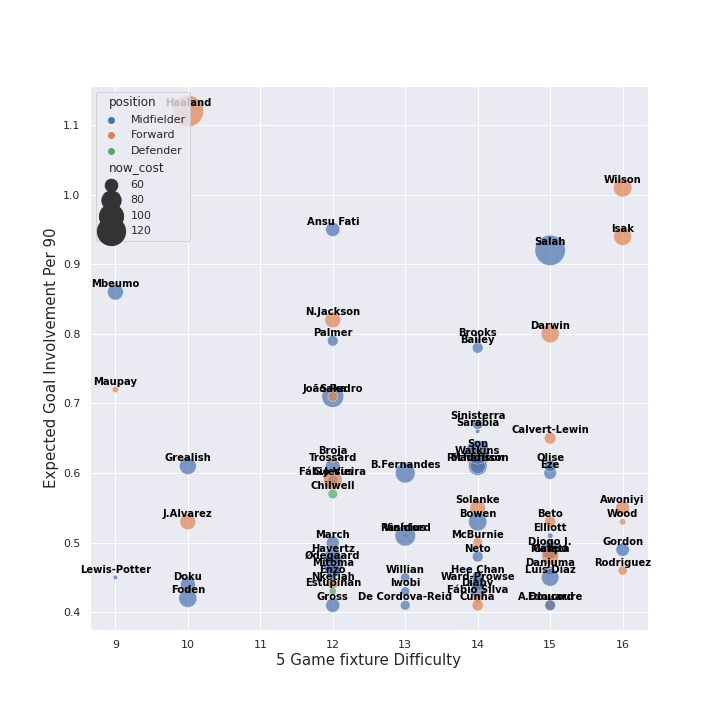 Haaland
position
Midfielder
Forward
Defender
now_cost
60
80
100
120
Wilson
Ansu Fati
Isak
Salah
Mbeumo
N.Jackson
Darwin
Palmer
Brooks
Bailey
Maupay
João Pedro
Sinisterra
Sarabia
Calvert-Lewin
Son
Watkins
Broja
Trossard
Grealish
B.Fernandes
Olise
Eze
Chilwell
Solanke
Awoniyi
J.Alvarez
Bowen
Beto
Wood
March
McBurnie
Elliott
Havertz
Diogo J.
Gordon
Ødegaard
Neto
Mitoma
Danjuma
Rodriguez
Lewis-Potter
Enzo
Willian
Hee Chan
Luis Díaz
Doku
Nketiah
Ward-Prowse
Estupiñan
Iwobi
Diaby
Foden
Fábio Silva
Gross
De Cordova-Reid
Cunha
1.1
1.0
0.9
0.8
0.7
0.6
0.5
0.4
Expected Goal Involvement Per 90
9 10 11 12 13 14 15 16
5 Game fixture Difficulty